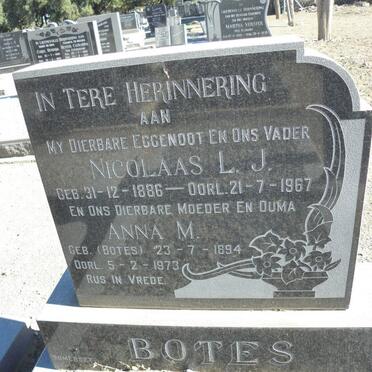 IN TERE HERINNERING
AAN
MY DIERBARE EGGENOOT EN ONS VADER
NICOLAAS L. J.
GEB. 31-12-1886 — OORL. 21-7-1967
EN ONS DIERBARE MOEDER EN OUMA
ANNA M.
GEB. (BOTES) 23-7-1894
OORL. 5-2-1973
RUS IN VREDE
BOTES